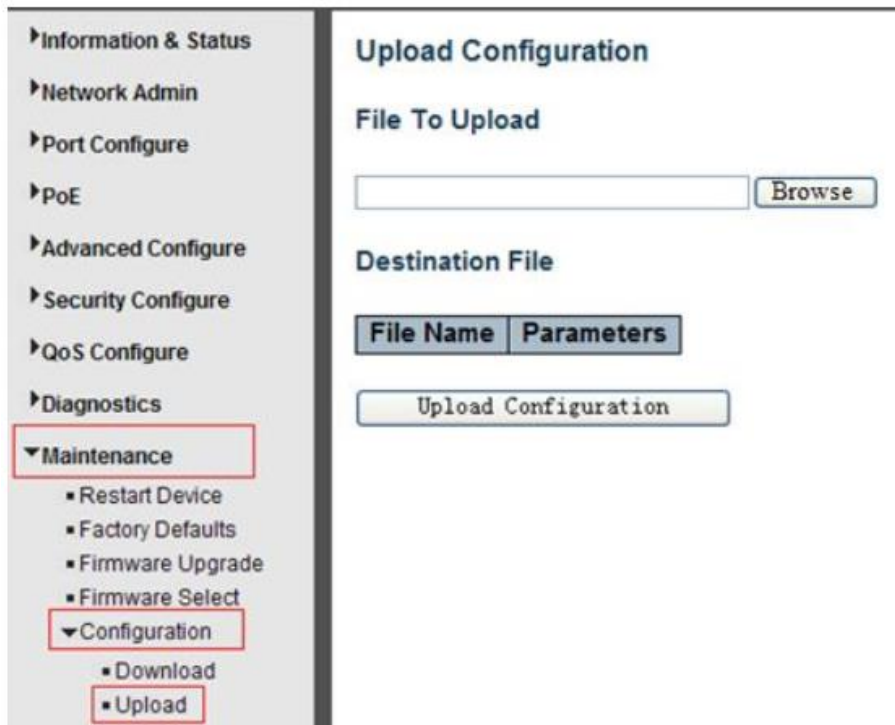 Information & Status
Network Admin
Port Configure
PoE
Advanced Configure
Security Configure
QoS Configure
Diagnostics
Maintenance
Restart Device
Factory Defaults
Firmware Upgrade
Firmware Select
Configuration
Download
Upload
Upload Configuration
File To Upload
Browse
Destination File
File Name Parameters
Upload Configuration